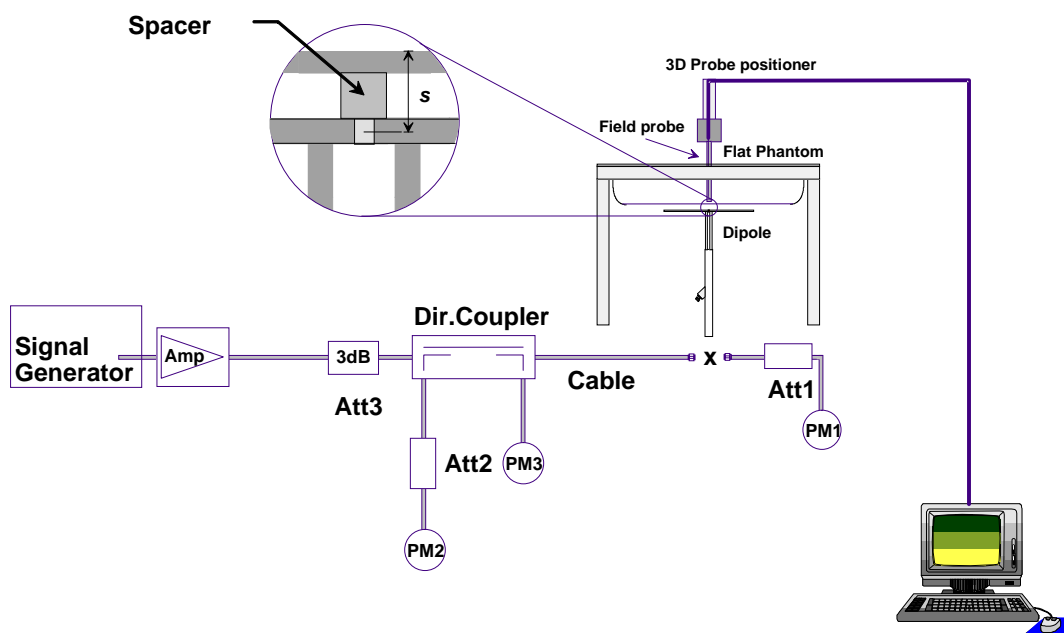 Spacer
s
3D Probe positioner
Field probe
Flat Phantom
Dipole
Dir.Coupler
Signal
Generator
Amp
3dB
Att3
Cable
x
Att1
PM1
Att2
PM3
PM2